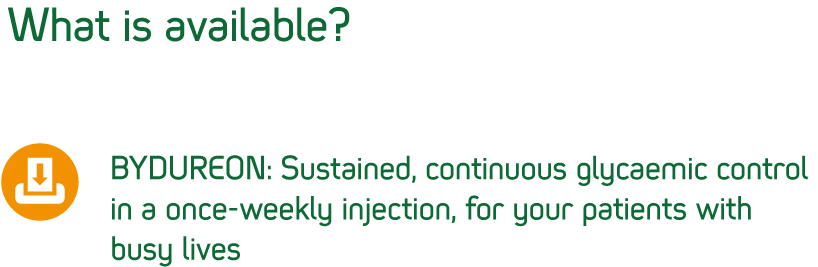 What is available?
BYDUREON: Sustained, continuous glycaemic control
in a once-weekly injection, for your patients with
busy lives